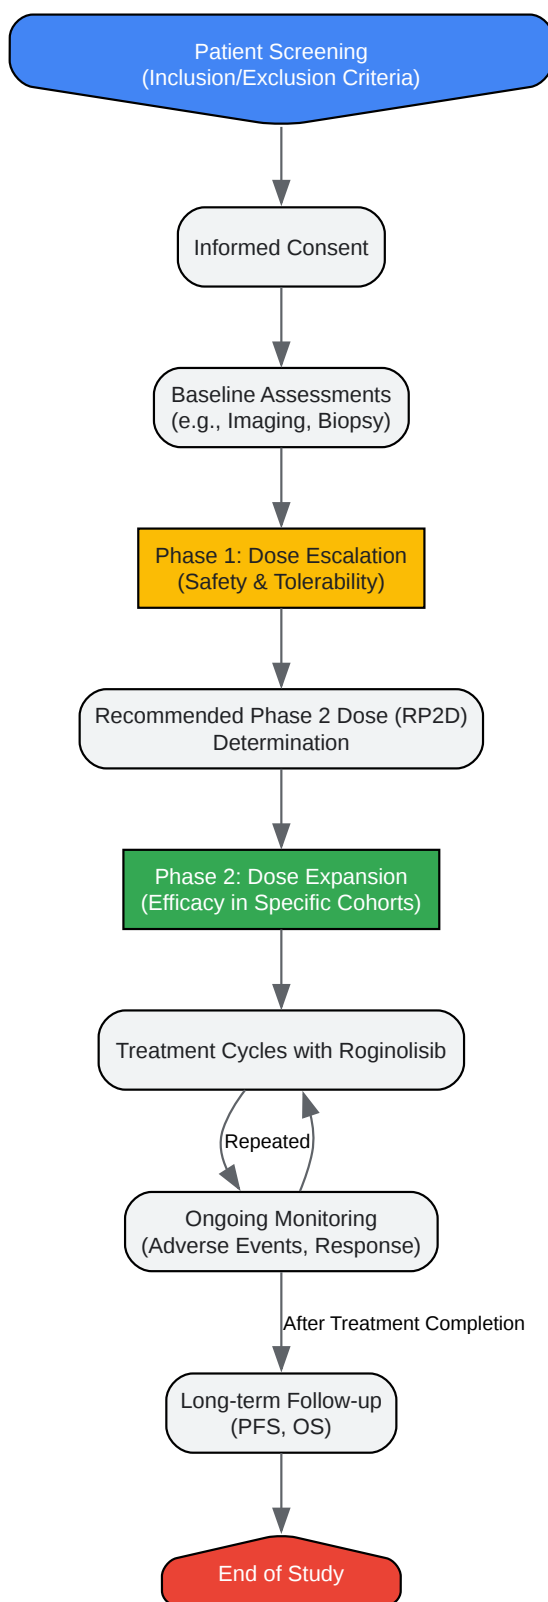 Patient Screening
(Inclusion/Exclusion Criteria)
Informed Consent
Baseline Assessments
(e.g., Imaging, Biopsy)
Phase 1: Dose Escalation
(Safety & Tolerability)
Recommended Phase 2 Dose (RP2D)
Determination
Phase 2: Dose Expansion
(Efficacy in Specific Cohorts)
Treatment Cycles with Roginolisib
Repeated
Ongoing Monitoring
(Adverse Events, Response)
After Treatment Completion
Long-term Follow-up
(PFS, OS)
End of Study